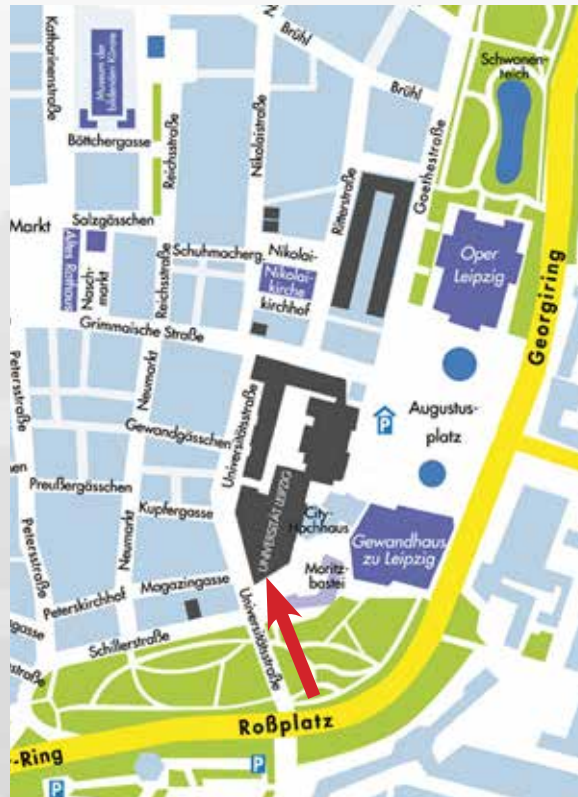 Katharinenstraße
Museum der
bildenden Künste
Brühl
Brühl
Schwanen-
teich
Böttchergasse
Reichsstraße
Nikolaistraße
Ritterstraße
Goethestraße
Georgiring
Markt
Salzgässchen
Altes Rathaus
Nasch-
markt
Reichsstraße
Schuhmacherg.
Nikolai-
Nikolai-
kirche
kirchhof
Oper
Leipzig
Grimmaische Straße
Petersstraße
Neumarkt
Universitätsstraße
Augustus-
platz
P
Gewandgässchen
Preußergässchen
Kupfergasse
UNIVERSITÄT LEIPZIG
City-
Hochhaus
Gewandhaus
zu Leipzig
Petersstraße
Neumarkt
Magazingasse
Moritz-
bastei
Peterskirchhof
Universitätsstraße
Schillerstraße
gasse
straße
Roßplatz
-Ring
P
P